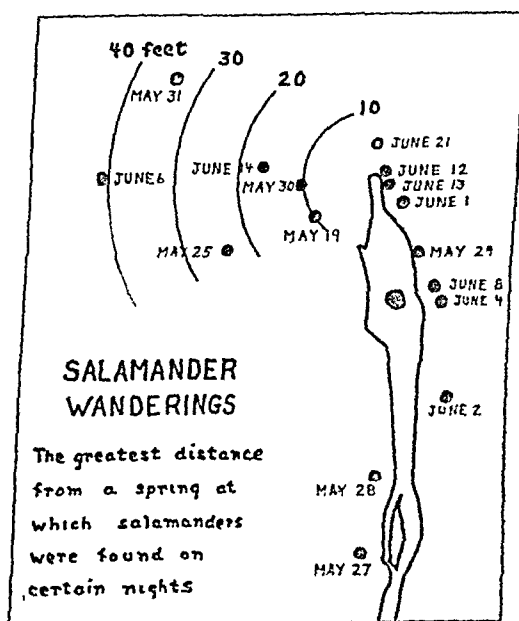 40 feet
30
20
10
MAY 31
JUNE 21
JUNE 14
JUNE 12
JUNE 6
MAY 30
JUNE 13
JUNE 1
MAY 19
MAY 25
MAY 29
JUNE 8
JUNE 4
SALAMANDER
WANDERINGS
JUNE 2
The greatest distance
from a spring at
which salamanders
were found on
certain nights
MAY 28
MAY 27